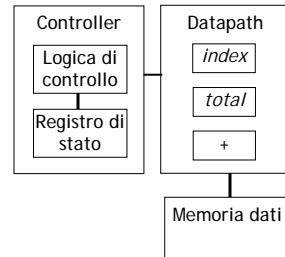 Controller
Logica di
controllo
Registro di
stato
Datapath
index
total
+
Memoria dati